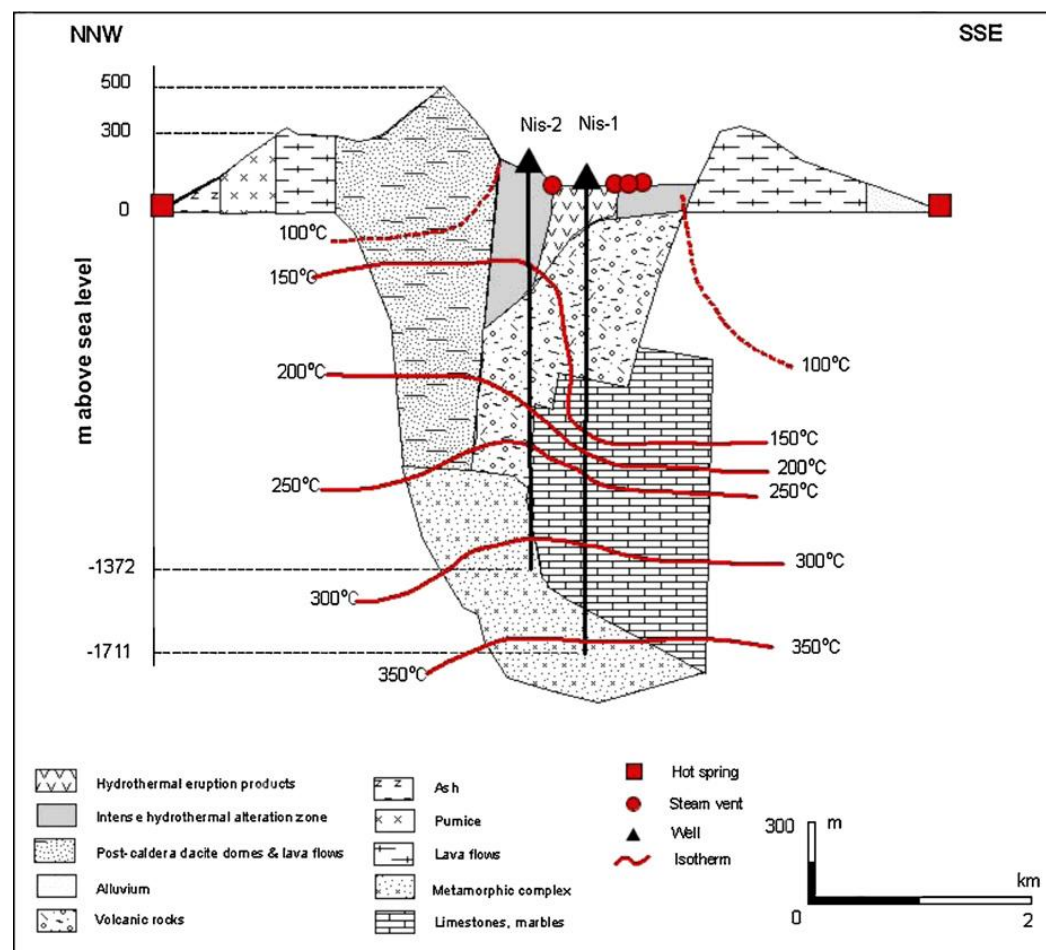 NNW
SSE
500
300
0
-1372
-1711
m above sea level
Nis-2
Nis-1
100°C
150°C
200°C
250°C
300°C
350°C
100°C
150°C
200°C
250°C
300°C
350°C
Hydrothermal eruption products
Intense hydrothermal alteration zone
Post-caldera dacite domes & lava flows
Alluvium
Volcanic rocks
Ash
Pumice
Lava flows
Metamorphic complex
Limestones, marbles
Hot spring
Steam vent
Well
Isotherm
300 m
km
0 2